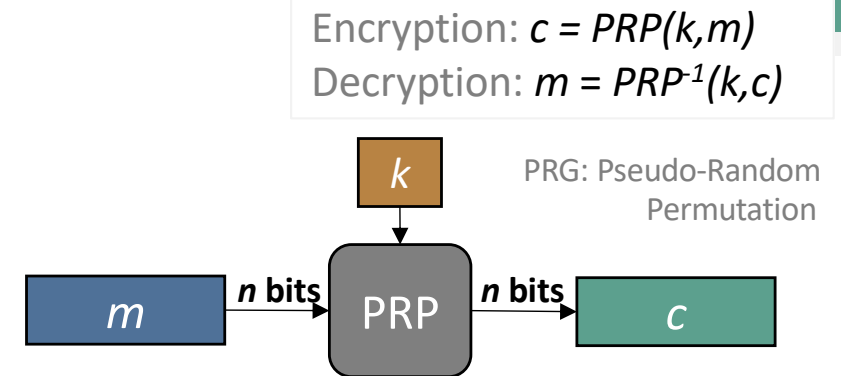 Encryption: c = PRP(k,m)
Decryption: m = PRP⁻¹(k,c)
k
PRG: Pseudo-Random
Permutation
m
n bits
PRP
n bits
c